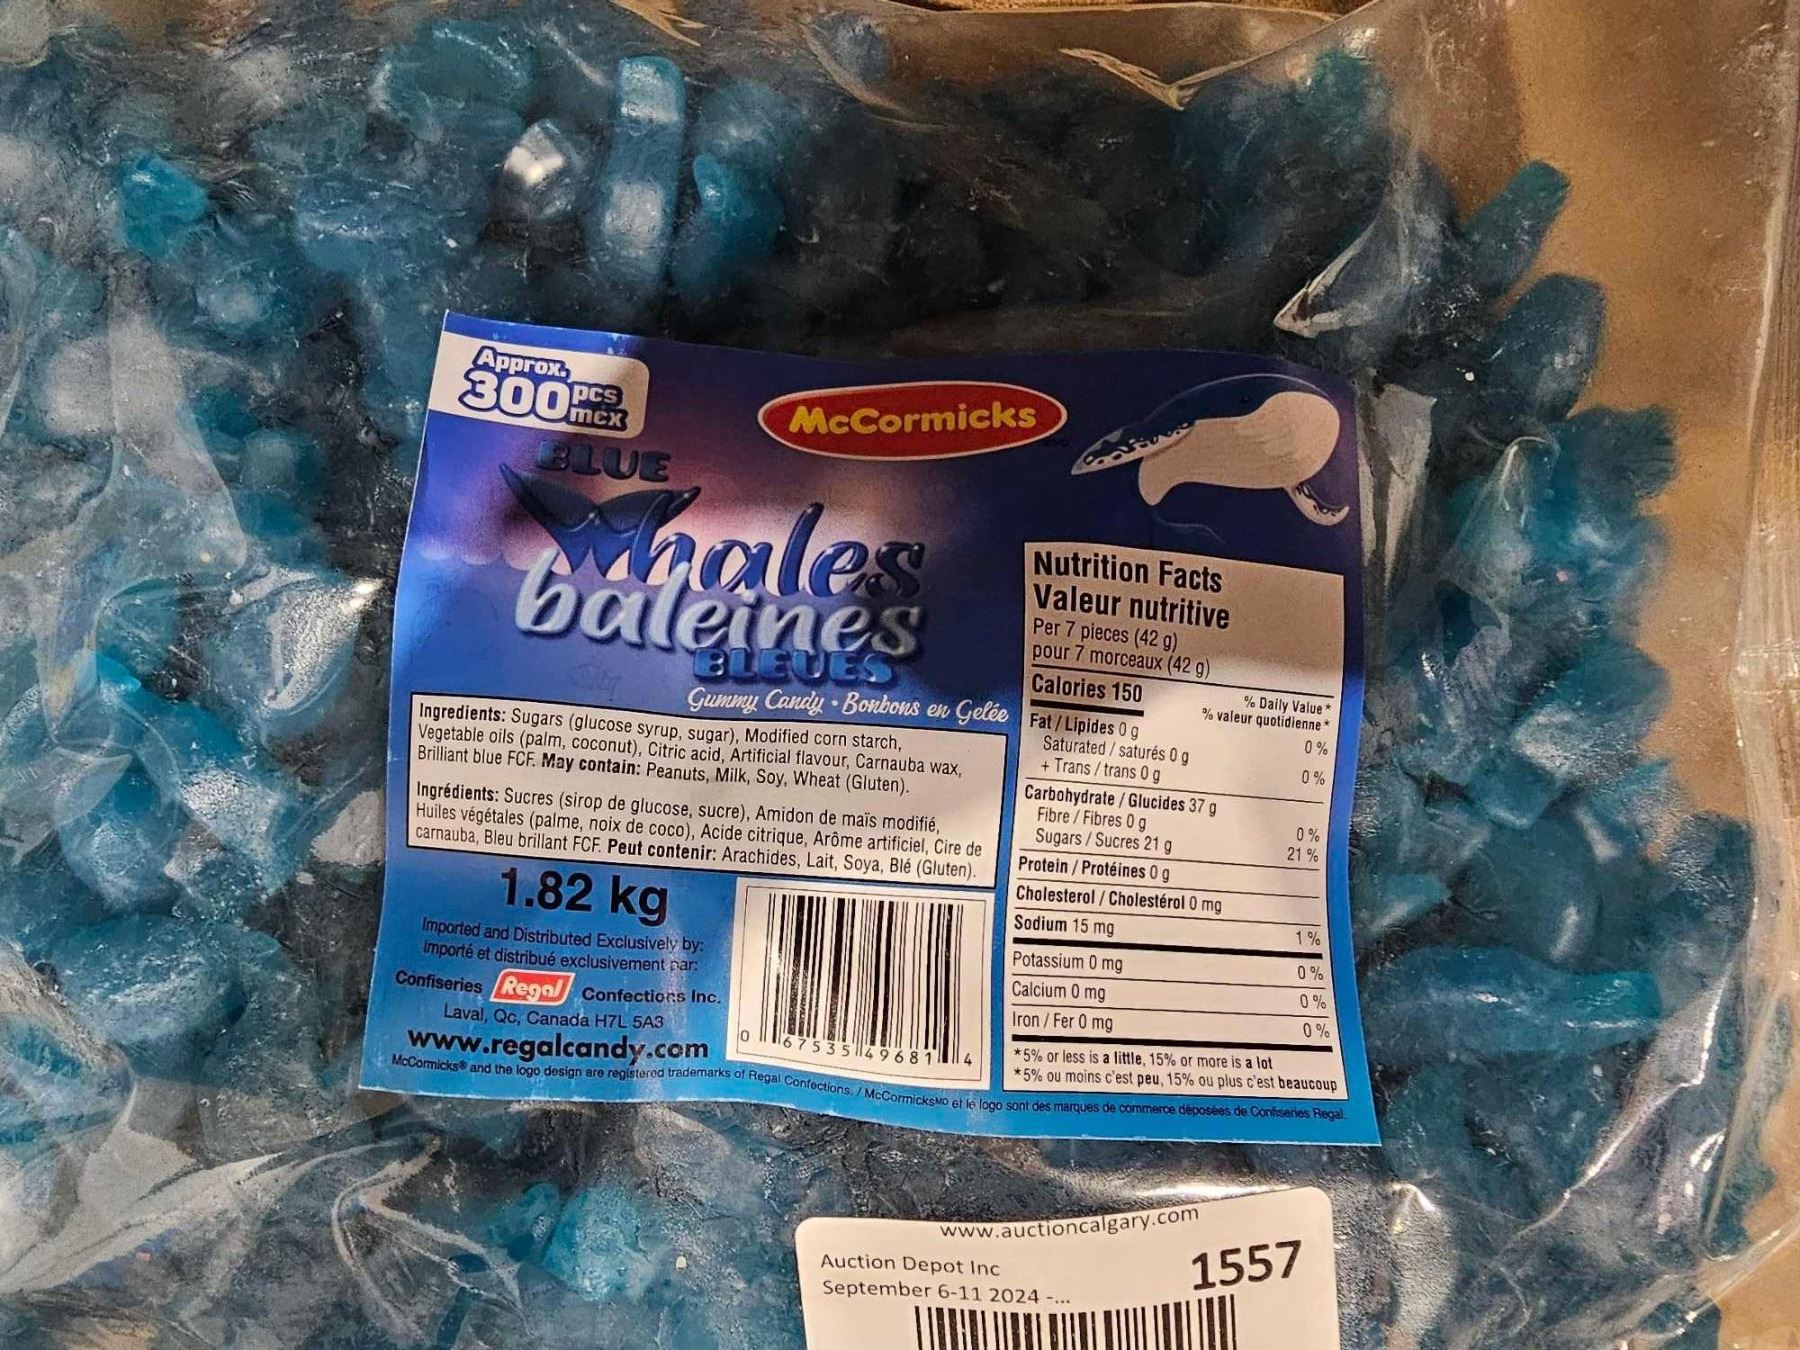 Approx.
300 pcs
mcx
McCormicks
BLUE
Whales
baleines
BLEUES
Gummy Candy • Bonbons en Gelée
Ingredients: Sugars (glucose syrup, sugar), Modified corn starch,
Vegetable oils (palm, coconut), Citric acid, Artificial flavour, Carnauba wax,
Brilliant blue FCF. May contain: Peanuts, Milk, Soy, Wheat (Gluten).
Ingrédients: Sucres (sirop de glucose, sucre), Amidon de maïs modifié,
Huiles végétales (palme, noix de coco), Acide citrique, Arôme artificiel, Cire de
carnauba, Bleu brillant FCF. Peut contenir: Arachides, Lait, Soya, Blé (Gluten).
1.82 kg
Imported and Distributed Exclusively by:
Importé et distribué exclusivement par:
Confiseries Regal Confections Inc.
Laval, Qc, Canada H7L 5A3
www.regalcandy.com
0 67535 49681 4
Nutrition Facts
Valeur nutritive
Per 7 pieces (42 g)
pour 7 morceaux (42 g)
Calories 150
% Daily Value*
% valeur quotidienne*
Fat / Lipides 0 g 0 %
Saturated / saturés 0 g
+ Trans / trans 0 g 0 %
Carbohydrate / Glucides 37 g
Fibre / Fibres 0 g 0 %
Sugars / Sucres 21 g 21 %
Protein / Protéines 0 g
Cholesterol / Cholestérol 0 mg
Sodium 15 mg 1 %
Potassium 0 mg 0 %
Calcium 0 mg 0 %
Iron / Fer 0 mg 0 %
*5% or less is a little, 15% or more is a lot
*5% ou moins c'est peu, 15% ou plus c'est beaucoup
McCormicks® and the logo design are registered trademarks of Regal Confections. / McCormicksMD et le logo sont des marques de commerce déposées de Confiseries Regal.
www.auctioncalgary.com
Auction Depot Inc
September 6-11 2024 -...
1557